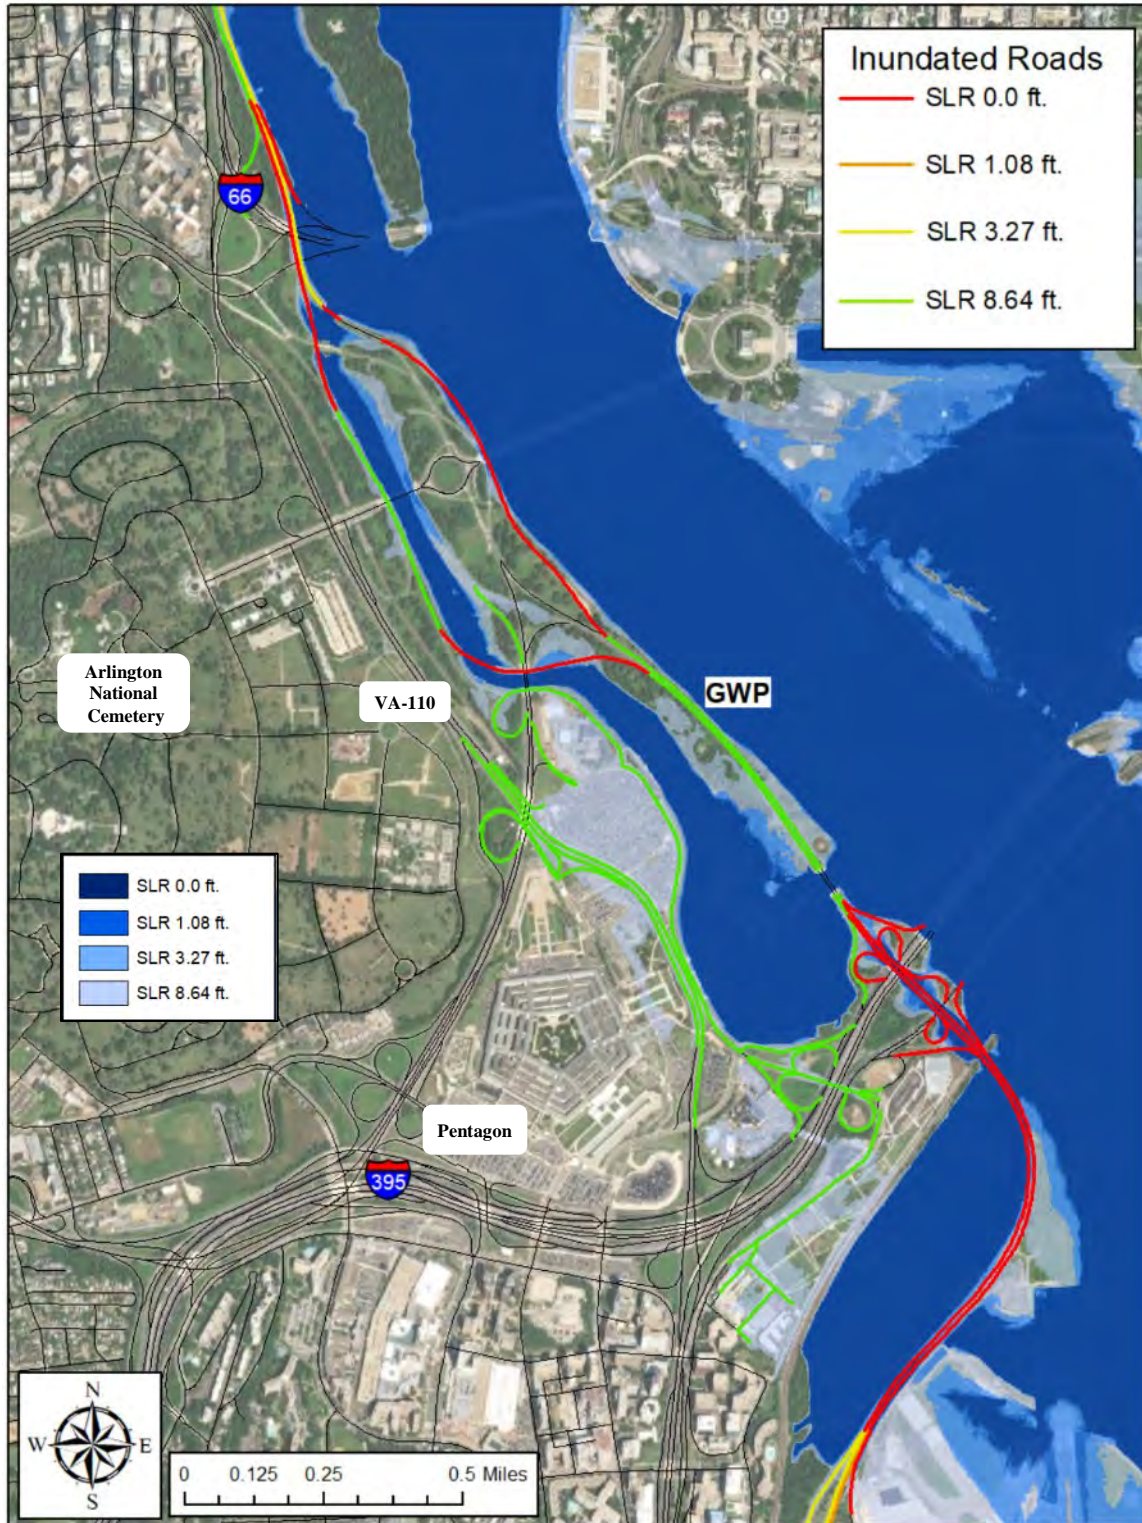 Inundated Roads
SLR 0.0 ft.
SLR 1.08 ft.
SLR 3.27 ft.
SLR 8.64 ft.
66
Arlington
National
Cemetery
VA-110
GWP
SLR 0.0 ft.
SLR 1.08 ft.
SLR 3.27 ft.
SLR 8.64 ft.
Pentagon
395
N
W E
S
0 0.125 0.25 0.5 Miles